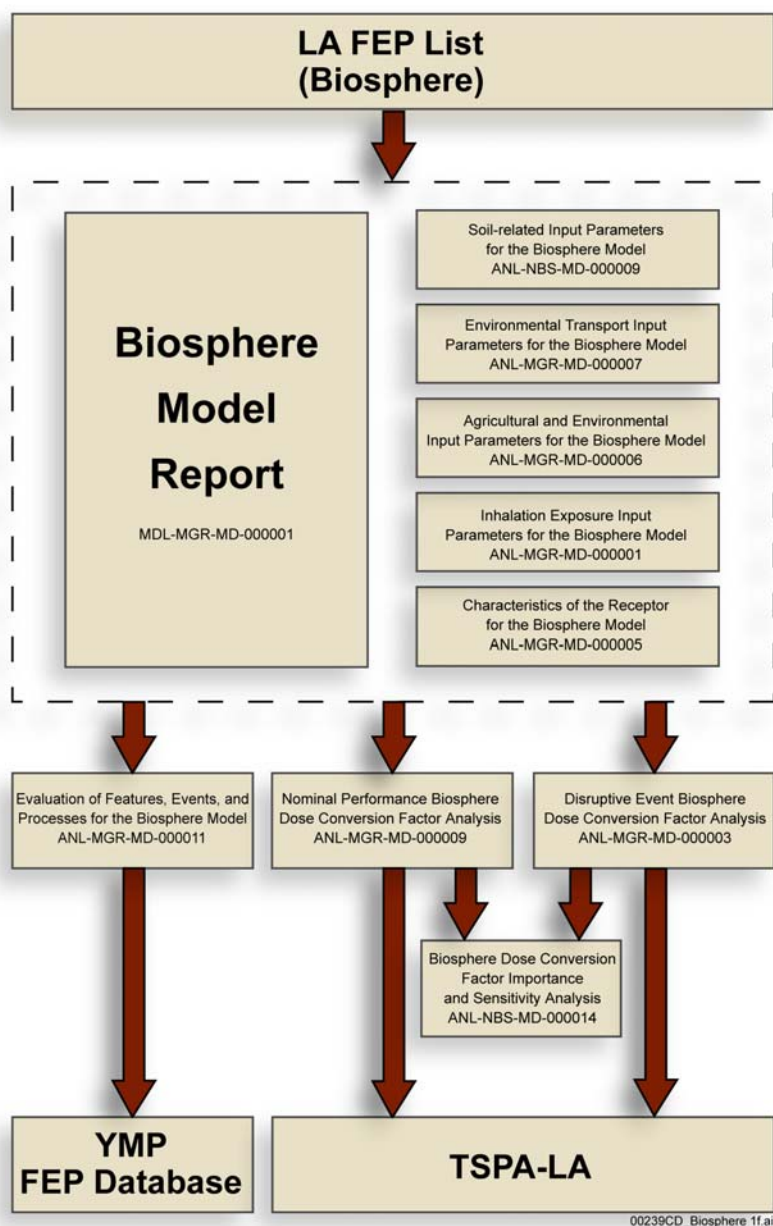 LA FEP List
(Biosphere)
Biosphere
Model
Report
MDL-MGR-MD-000001
Soil-related Input Parameters
for the Biosphere Model
ANL-NBS-MD-000009
Environmental Transport Input
Parameters for the Biosphere Model
ANL-MGR-MD-000007
Agricultural and Environmental
Input Parameters for the Biosphere Model
ANL-MGR-MD-000006
Inhalation Exposure Input
Parameters for the Biosphere Model
ANL-MGR-MD-000001
Characteristics of the Receptor
for the Biosphere Model
ANL-MGR-MD-000005
Evaluation of Features, Events, and
Processes for the Biosphere Model
ANL-MGR-MD-000011
Nominal Performance Biosphere
Dose Conversion Factor Analysis
ANL-MGR-MD-000009
Disruptive Event Biosphere
Dose Conversion Factor Analysis
ANL-MGR-MD-000003
Biosphere Dose Conversion
Factor Importance
and Sensitivity Analysis
ANL-NBS-MD-000014
YMP
FEP Database
TSPA-LA
00239CD_Biosphere 1f.ai